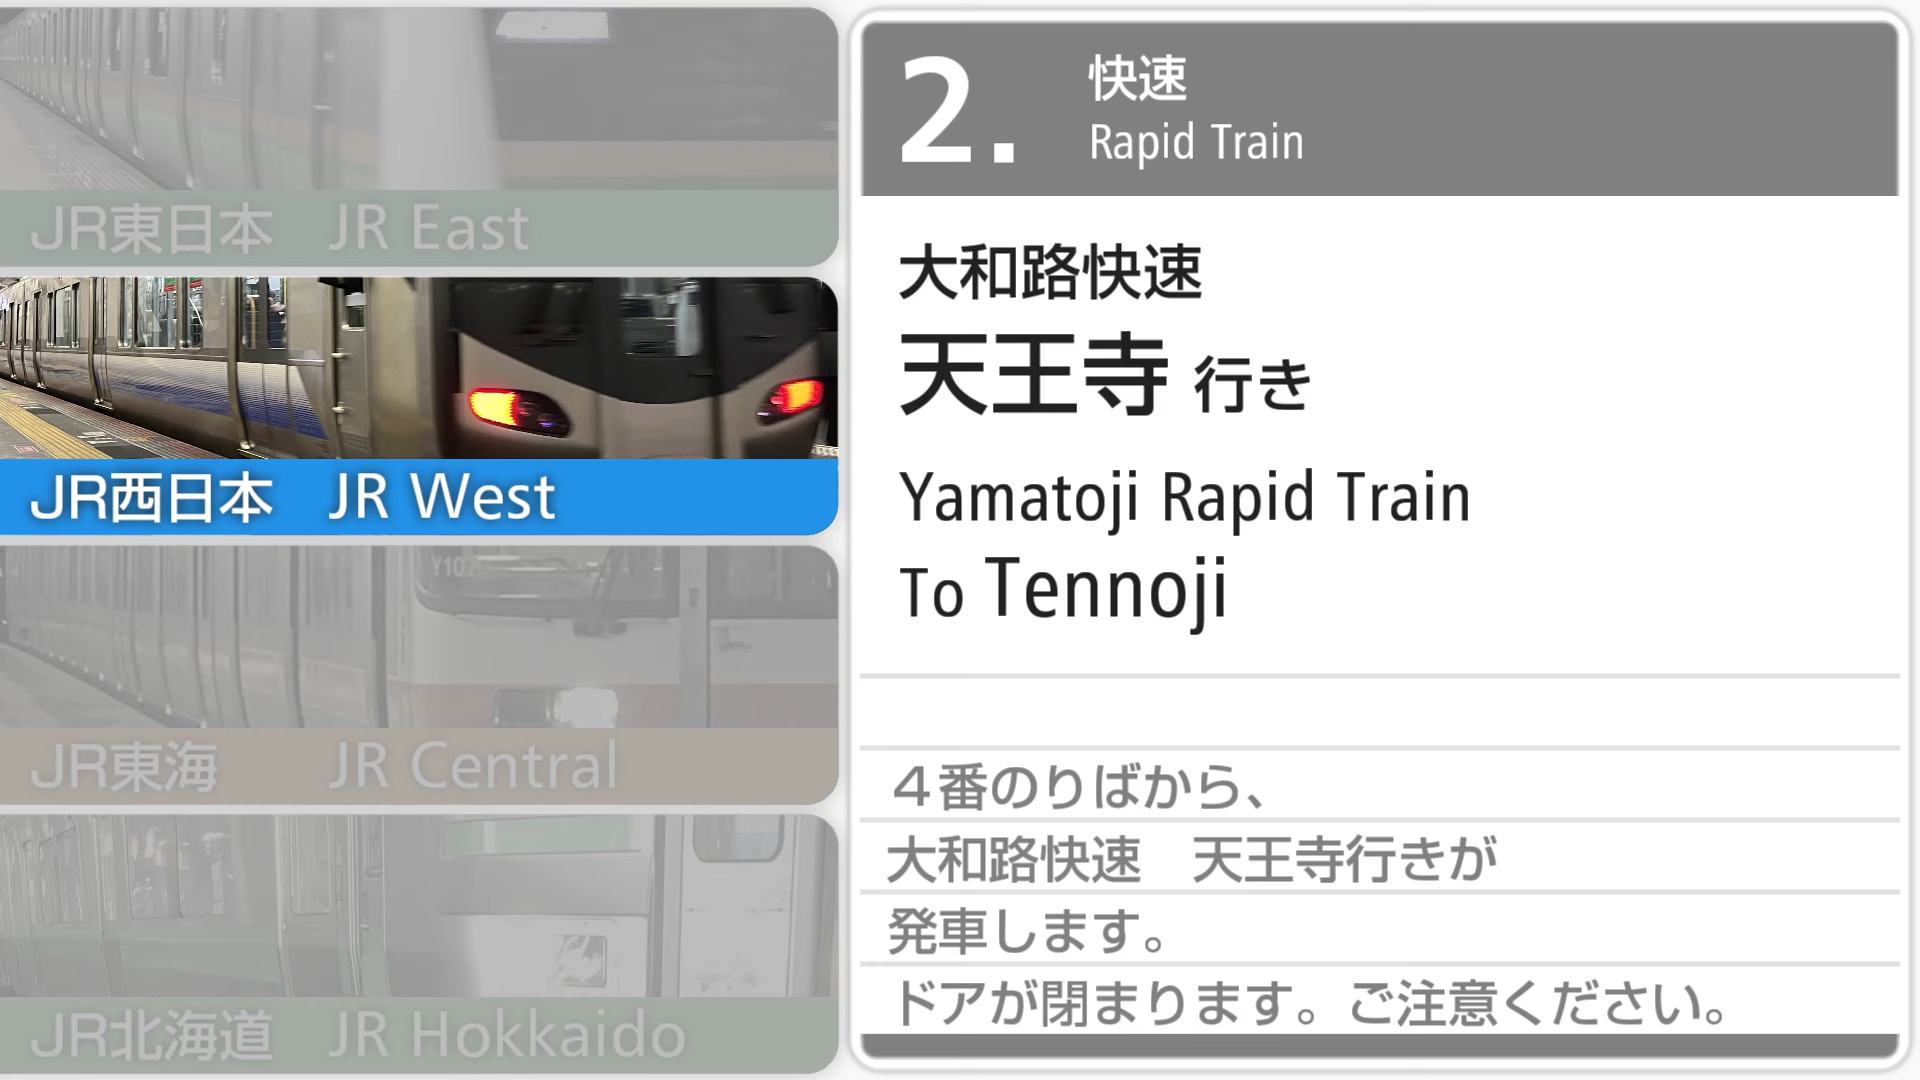 JR東日本 JR East
JR西日本 JR West
Y107
JR東海 JR Central
JR北海道 JR Hokkaido
2. 快速
Rapid Train
大和路快速
天王寺 行き
Yamatoji Rapid Train
To Tennoji
4番のりばから、
大和路快速 天王寺行きが
発車します。
ドアが閉まります。ご注意ください。